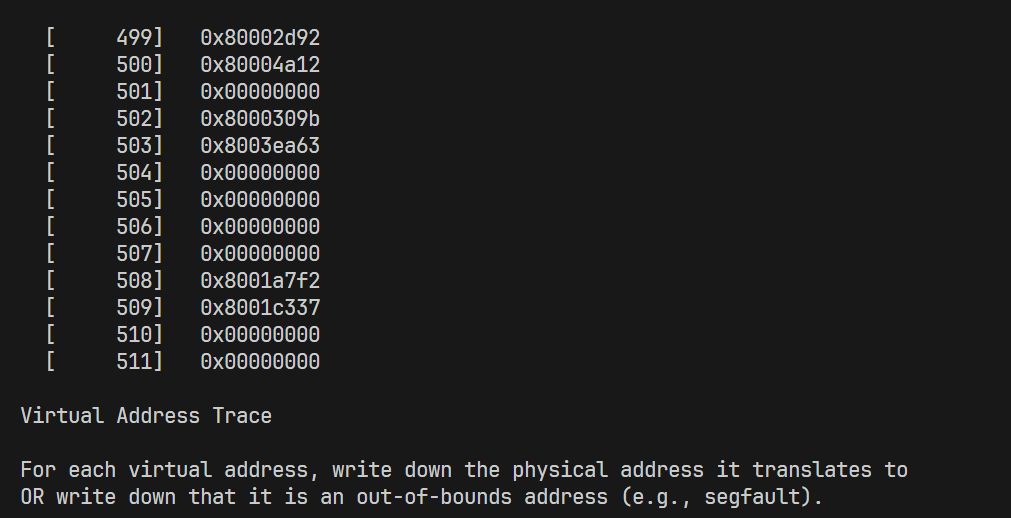 [     499]   0x80002d92
[     500]   0x80004a12
[     501]   0x00000000
[     502]   0x8000309b
[     503]   0x8003ea63
[     504]   0x00000000
[     505]   0x00000000
[     506]   0x00000000
[     507]   0x00000000
[     508]   0x8001a7f2
[     509]   0x8001c337
[     510]   0x00000000
[     511]   0x00000000
Virtual Address Trace
For each virtual address, write down the physical address it translates to
OR write down that it is an out-of-bounds address (e.g., segfault).